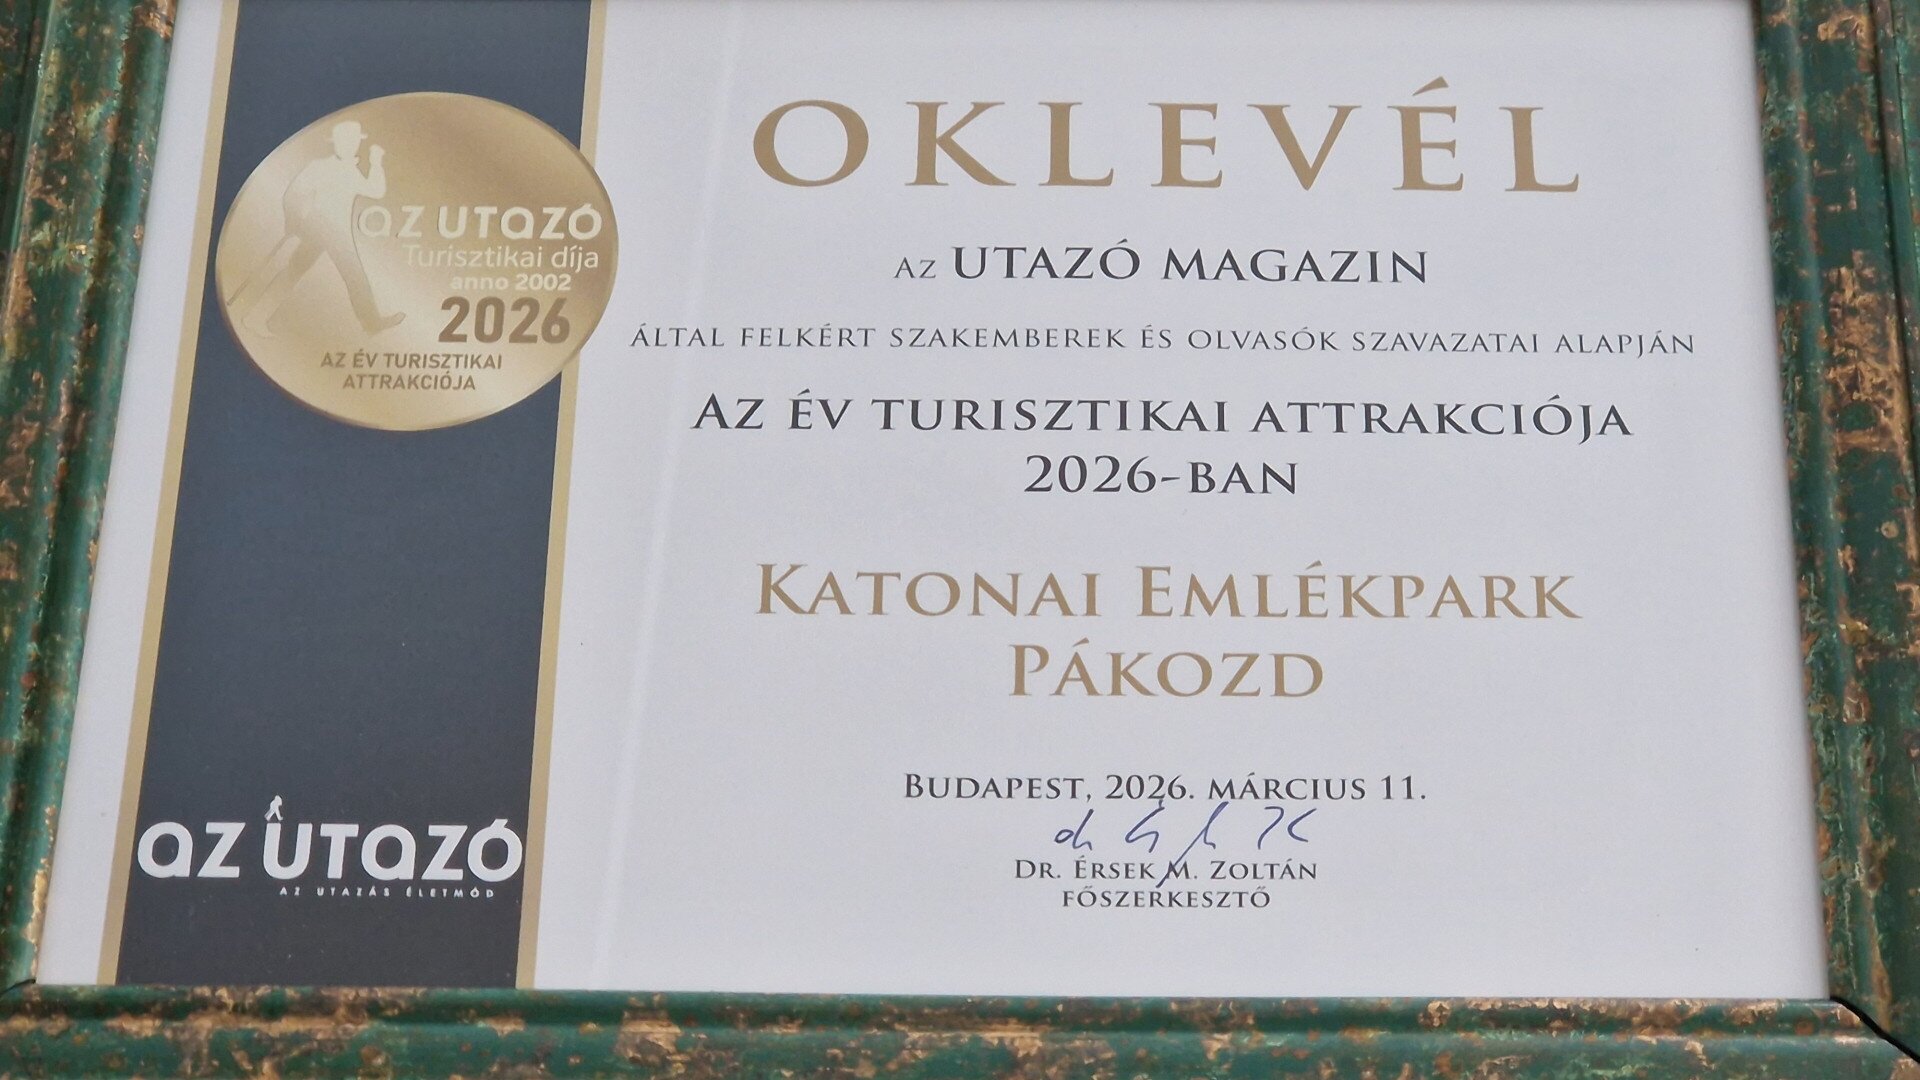 OKLEVÉL
AZ UTAZÓ MAGAZIN
ÁLTAL FELKÉRT SZAKEMBEREK ÉS OLVASÓK SZAVAZATAI ALAPJÁN
AZ ÉV TURISZTIKAI ATTRAKCIÓJA
2026-BAN
KATONAI EMLÉKPARK
PÁKOZD
BUDAPEST, 2026. MÁRCIUS 11.
DR. ÉRSEK M. ZOLTÁN
FŐSZERKESZTŐ
az utazó
Turisztikai díja
anno 2002
2026
AZ ÉV TURISZTIKAI
ATTRAKCIÓJA
az utazó
AZ UTAZÁS ÉLETMÓD